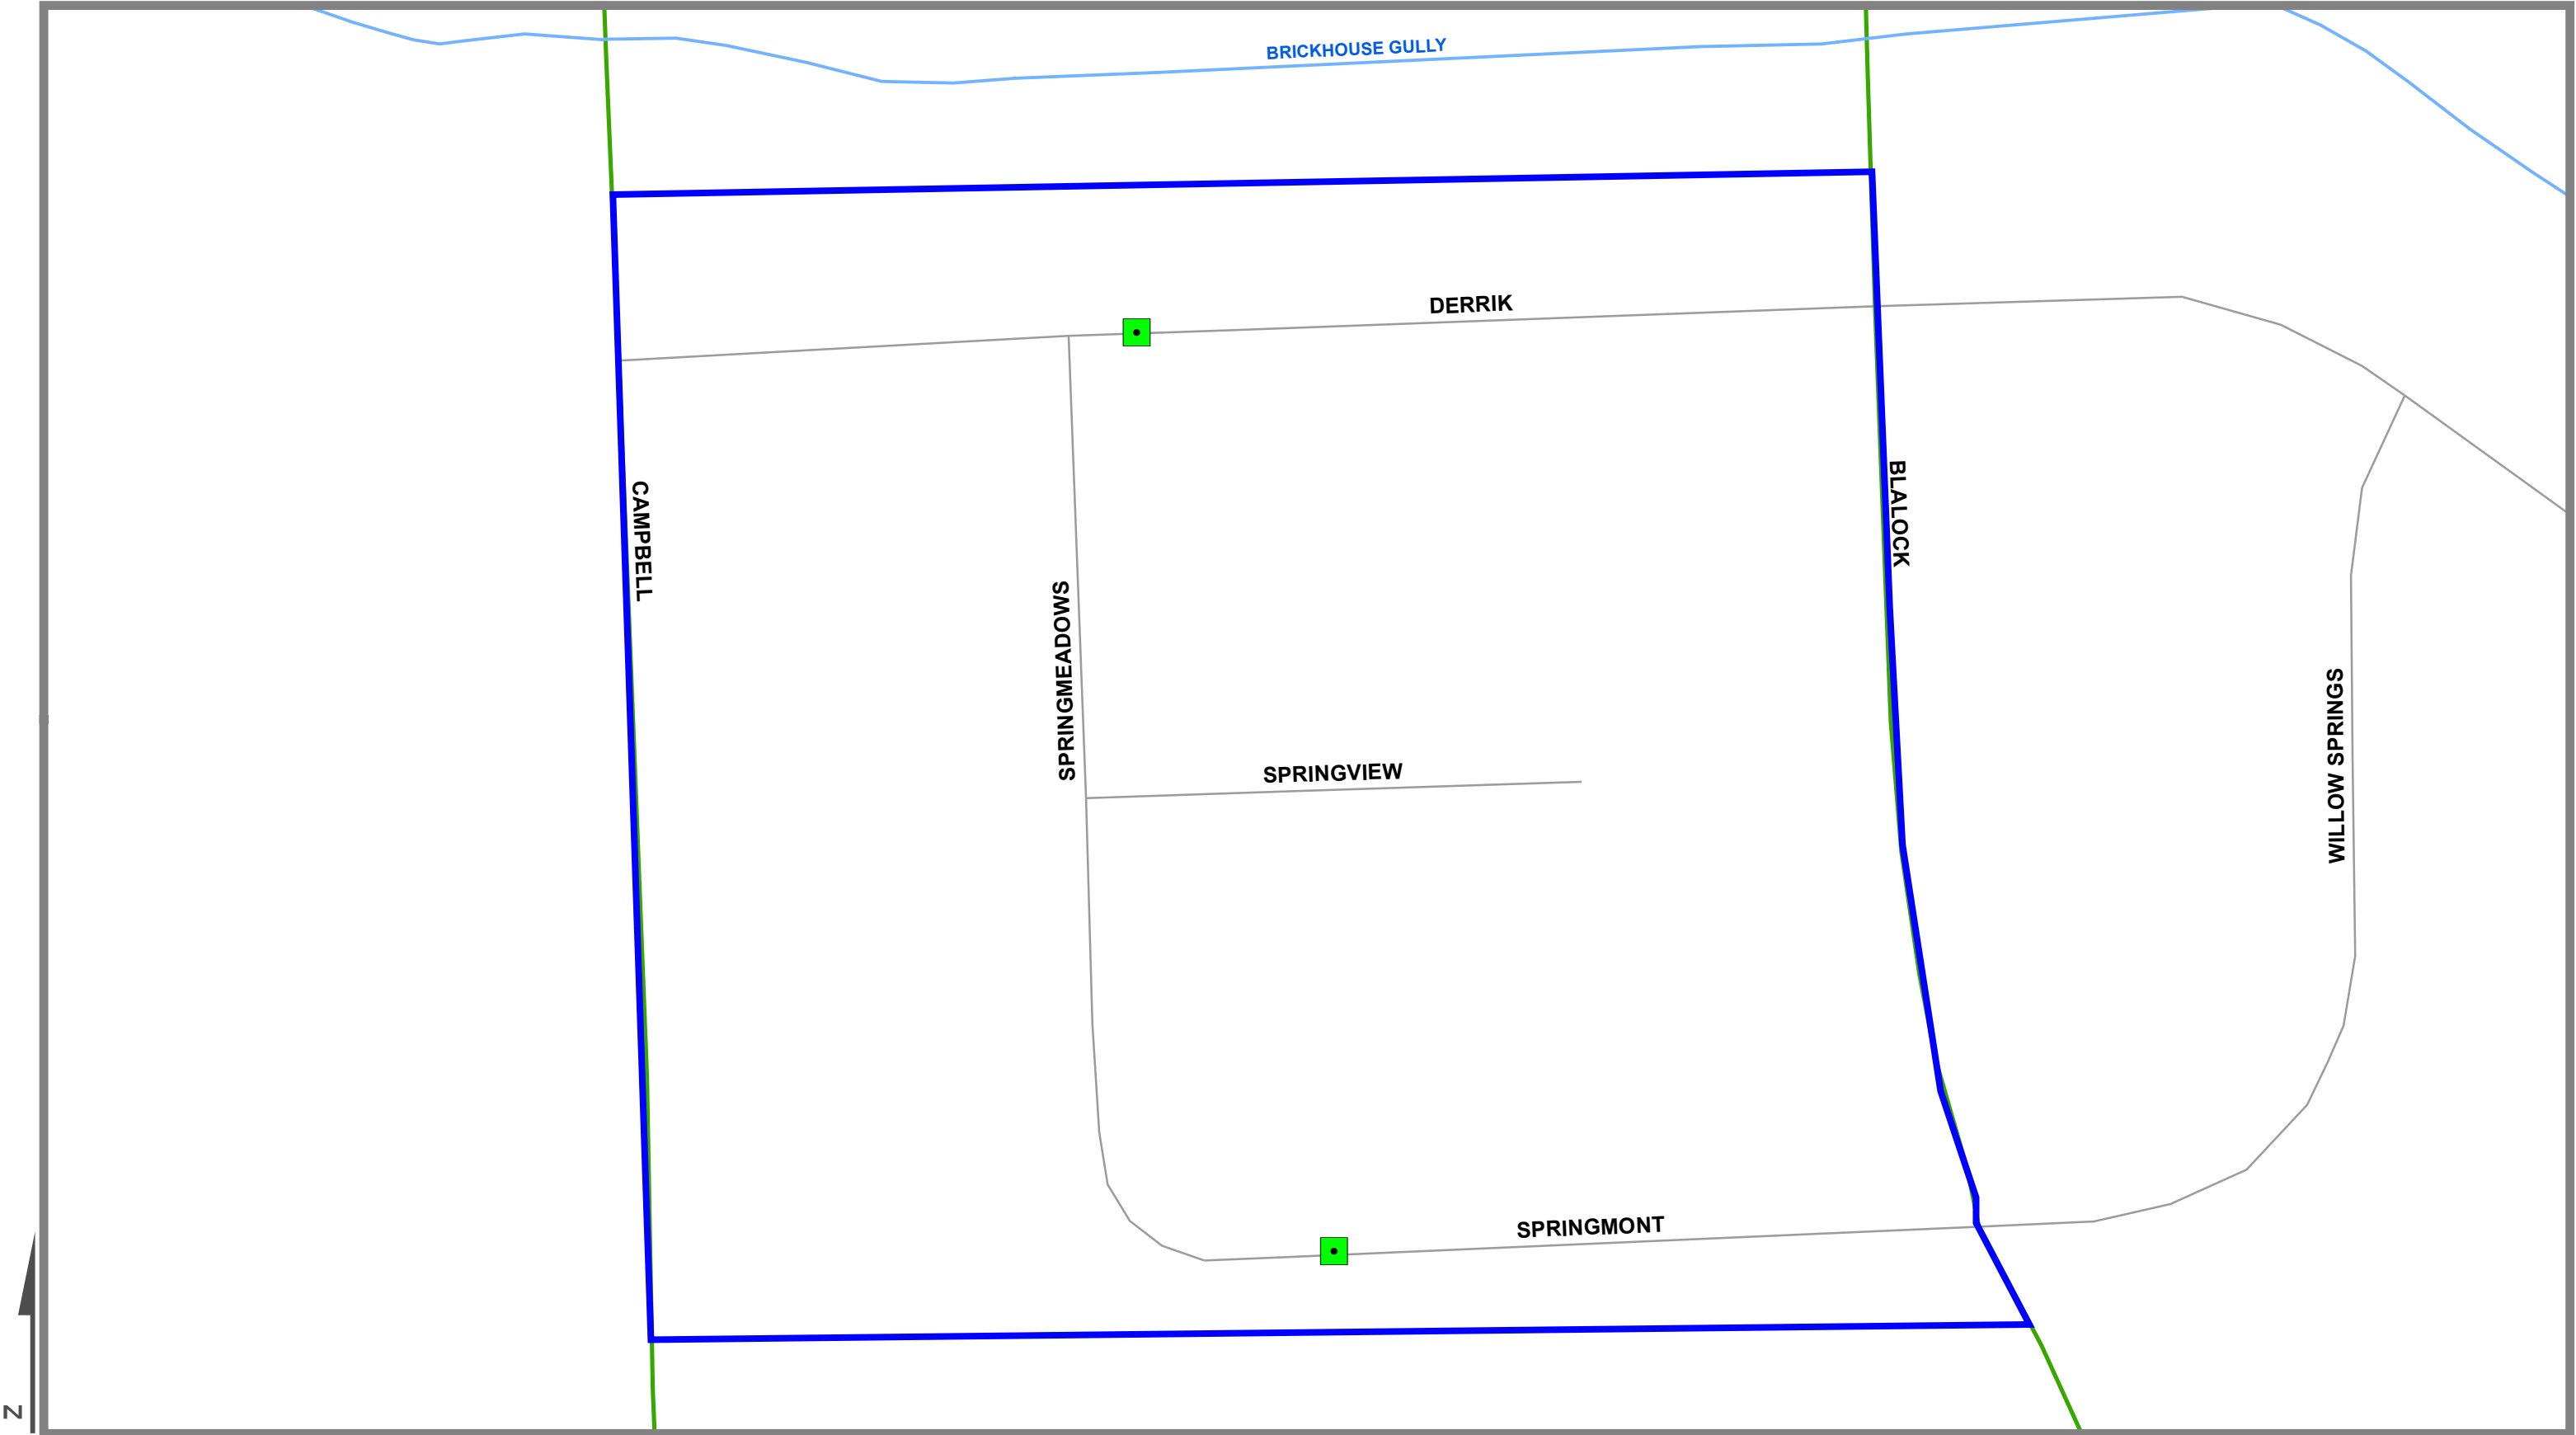 BRICKHOUSE GULLY
DERRIK
CAMPBELL
BLALOCK
SPRINGMEADOWS
WILLOW SPRINGS
SPRINGVIEW
SPRINGMONT
N